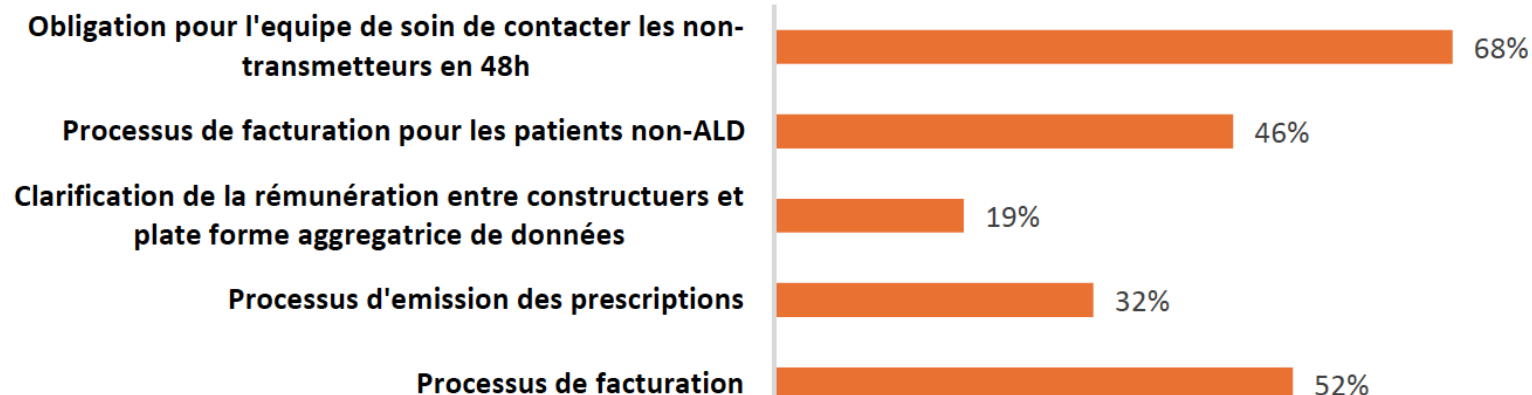 Obligation pour l'equipe de soin de contacter les non-
transmetteurs en 48h
68%
Processus de facturation pour les patients non-ALD
46%
Clarification de la rémunération entre constructuers et
plate forme aggregatrice de données
19%
Processus d'emission des prescriptions
32%
Processus de facturation
52%